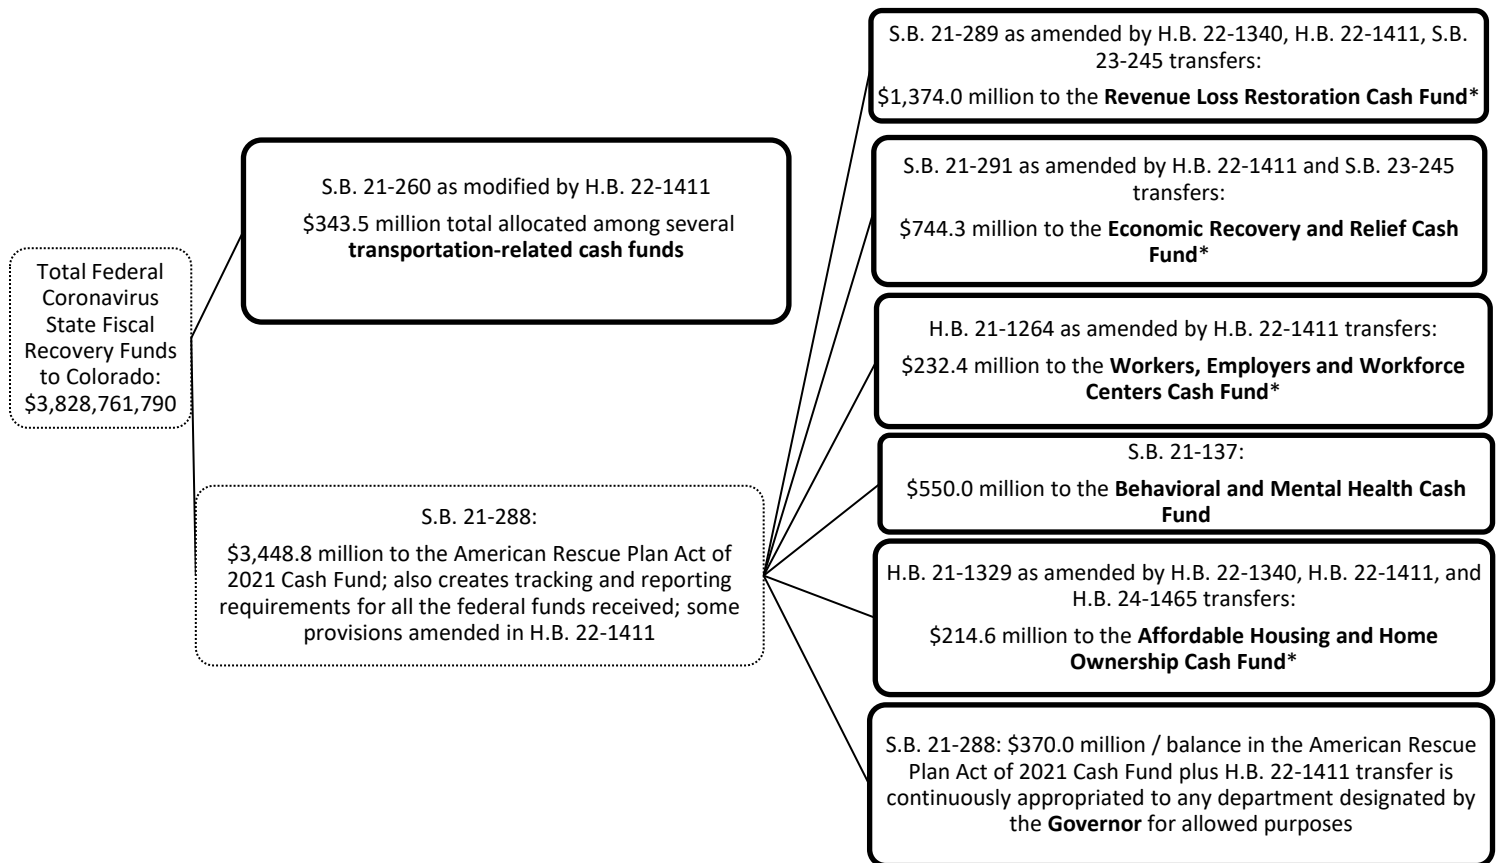 Total Federal
Coronavirus
State Fiscal
Recovery Funds
to Colorado:
$3,828,761,790
S.B. 21-260 as modified by H.B. 22-1411
$343.5 million total allocated among several
transportation-related cash funds
S.B. 21-288:
$3,448.8 million to the American Rescue Plan Act of
2021 Cash Fund; also creates tracking and reporting
requirements for all the federal funds received; some
provisions amended in H.B. 22-1411
S.B. 21-289 as amended by H.B. 22-1340, H.B. 22-1411, S.B.
23-245 transfers:
$1,374.0 million to the Revenue Loss Restoration Cash Fund*
S.B. 21-291 as amended by H.B. 22-1411 and S.B. 23-245
transfers:
$744.3 million to the Economic Recovery and Relief Cash
Fund*
H.B. 21-1264 as amended by H.B. 22-1411 transfers:
$232.4 million to the Workers, Employers and Workforce
Centers Cash Fund*
S.B. 21-137:
$550.0 million to the Behavioral and Mental Health Cash
Fund
H.B. 21-1329 as amended by H.B. 22-1340, H.B. 22-1411, and
H.B. 24-1465 transfers:
$214.6 million to the Affordable Housing and Home
Ownership Cash Fund*
S.B. 21-288: $370.0 million / balance in the American Rescue
Plan Act of 2021 Cash Fund plus H.B. 22-1411 transfer is
continuously appropriated to any department designated by
the Governor for allowed purposes